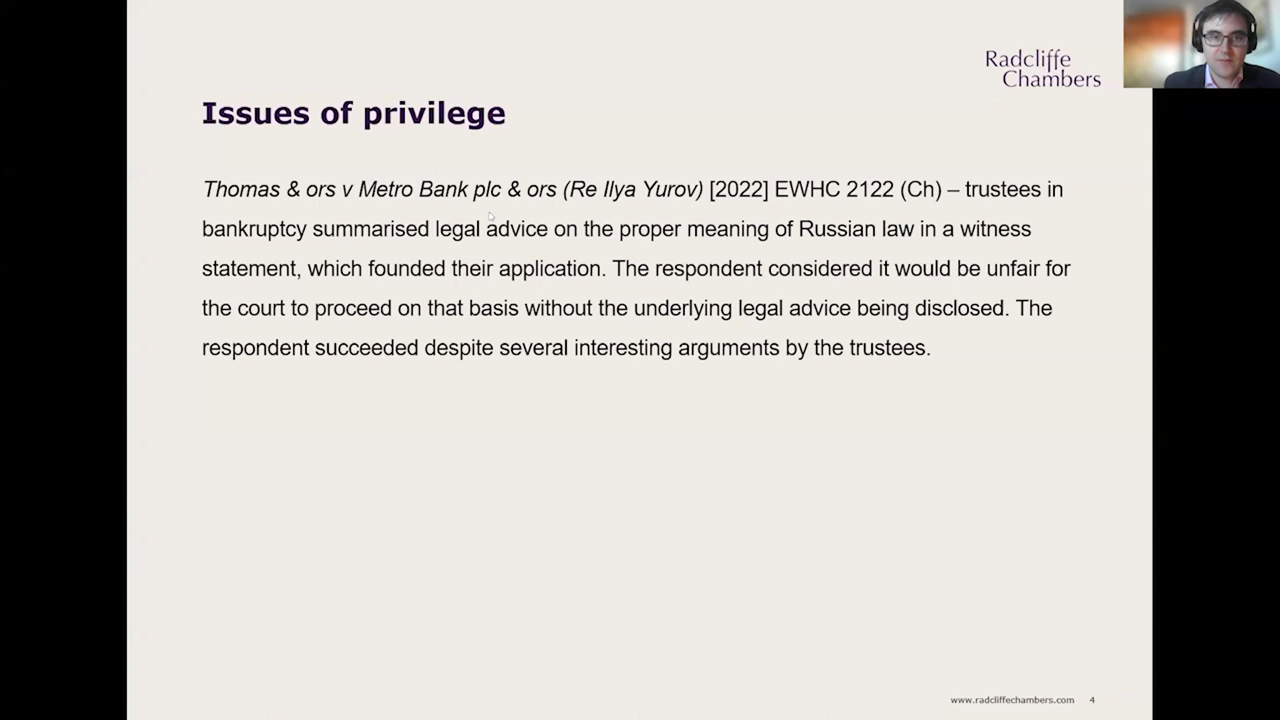 Radcliffe
Chambers
Issues of privilege
Thomas & ors v Metro Bank plc & ors (Re Ilya Yurov) [2022] EWHC 2122 (Ch) – trustees in
bankruptcy summarised legal advice on the proper meaning of Russian law in a witness
statement, which founded their application. The respondent considered it would be unfair for
the court to proceed on that basis without the underlying legal advice being disclosed. The
respondent succeeded despite several interesting arguments by the trustees.
www.radcliffechambers.com 4